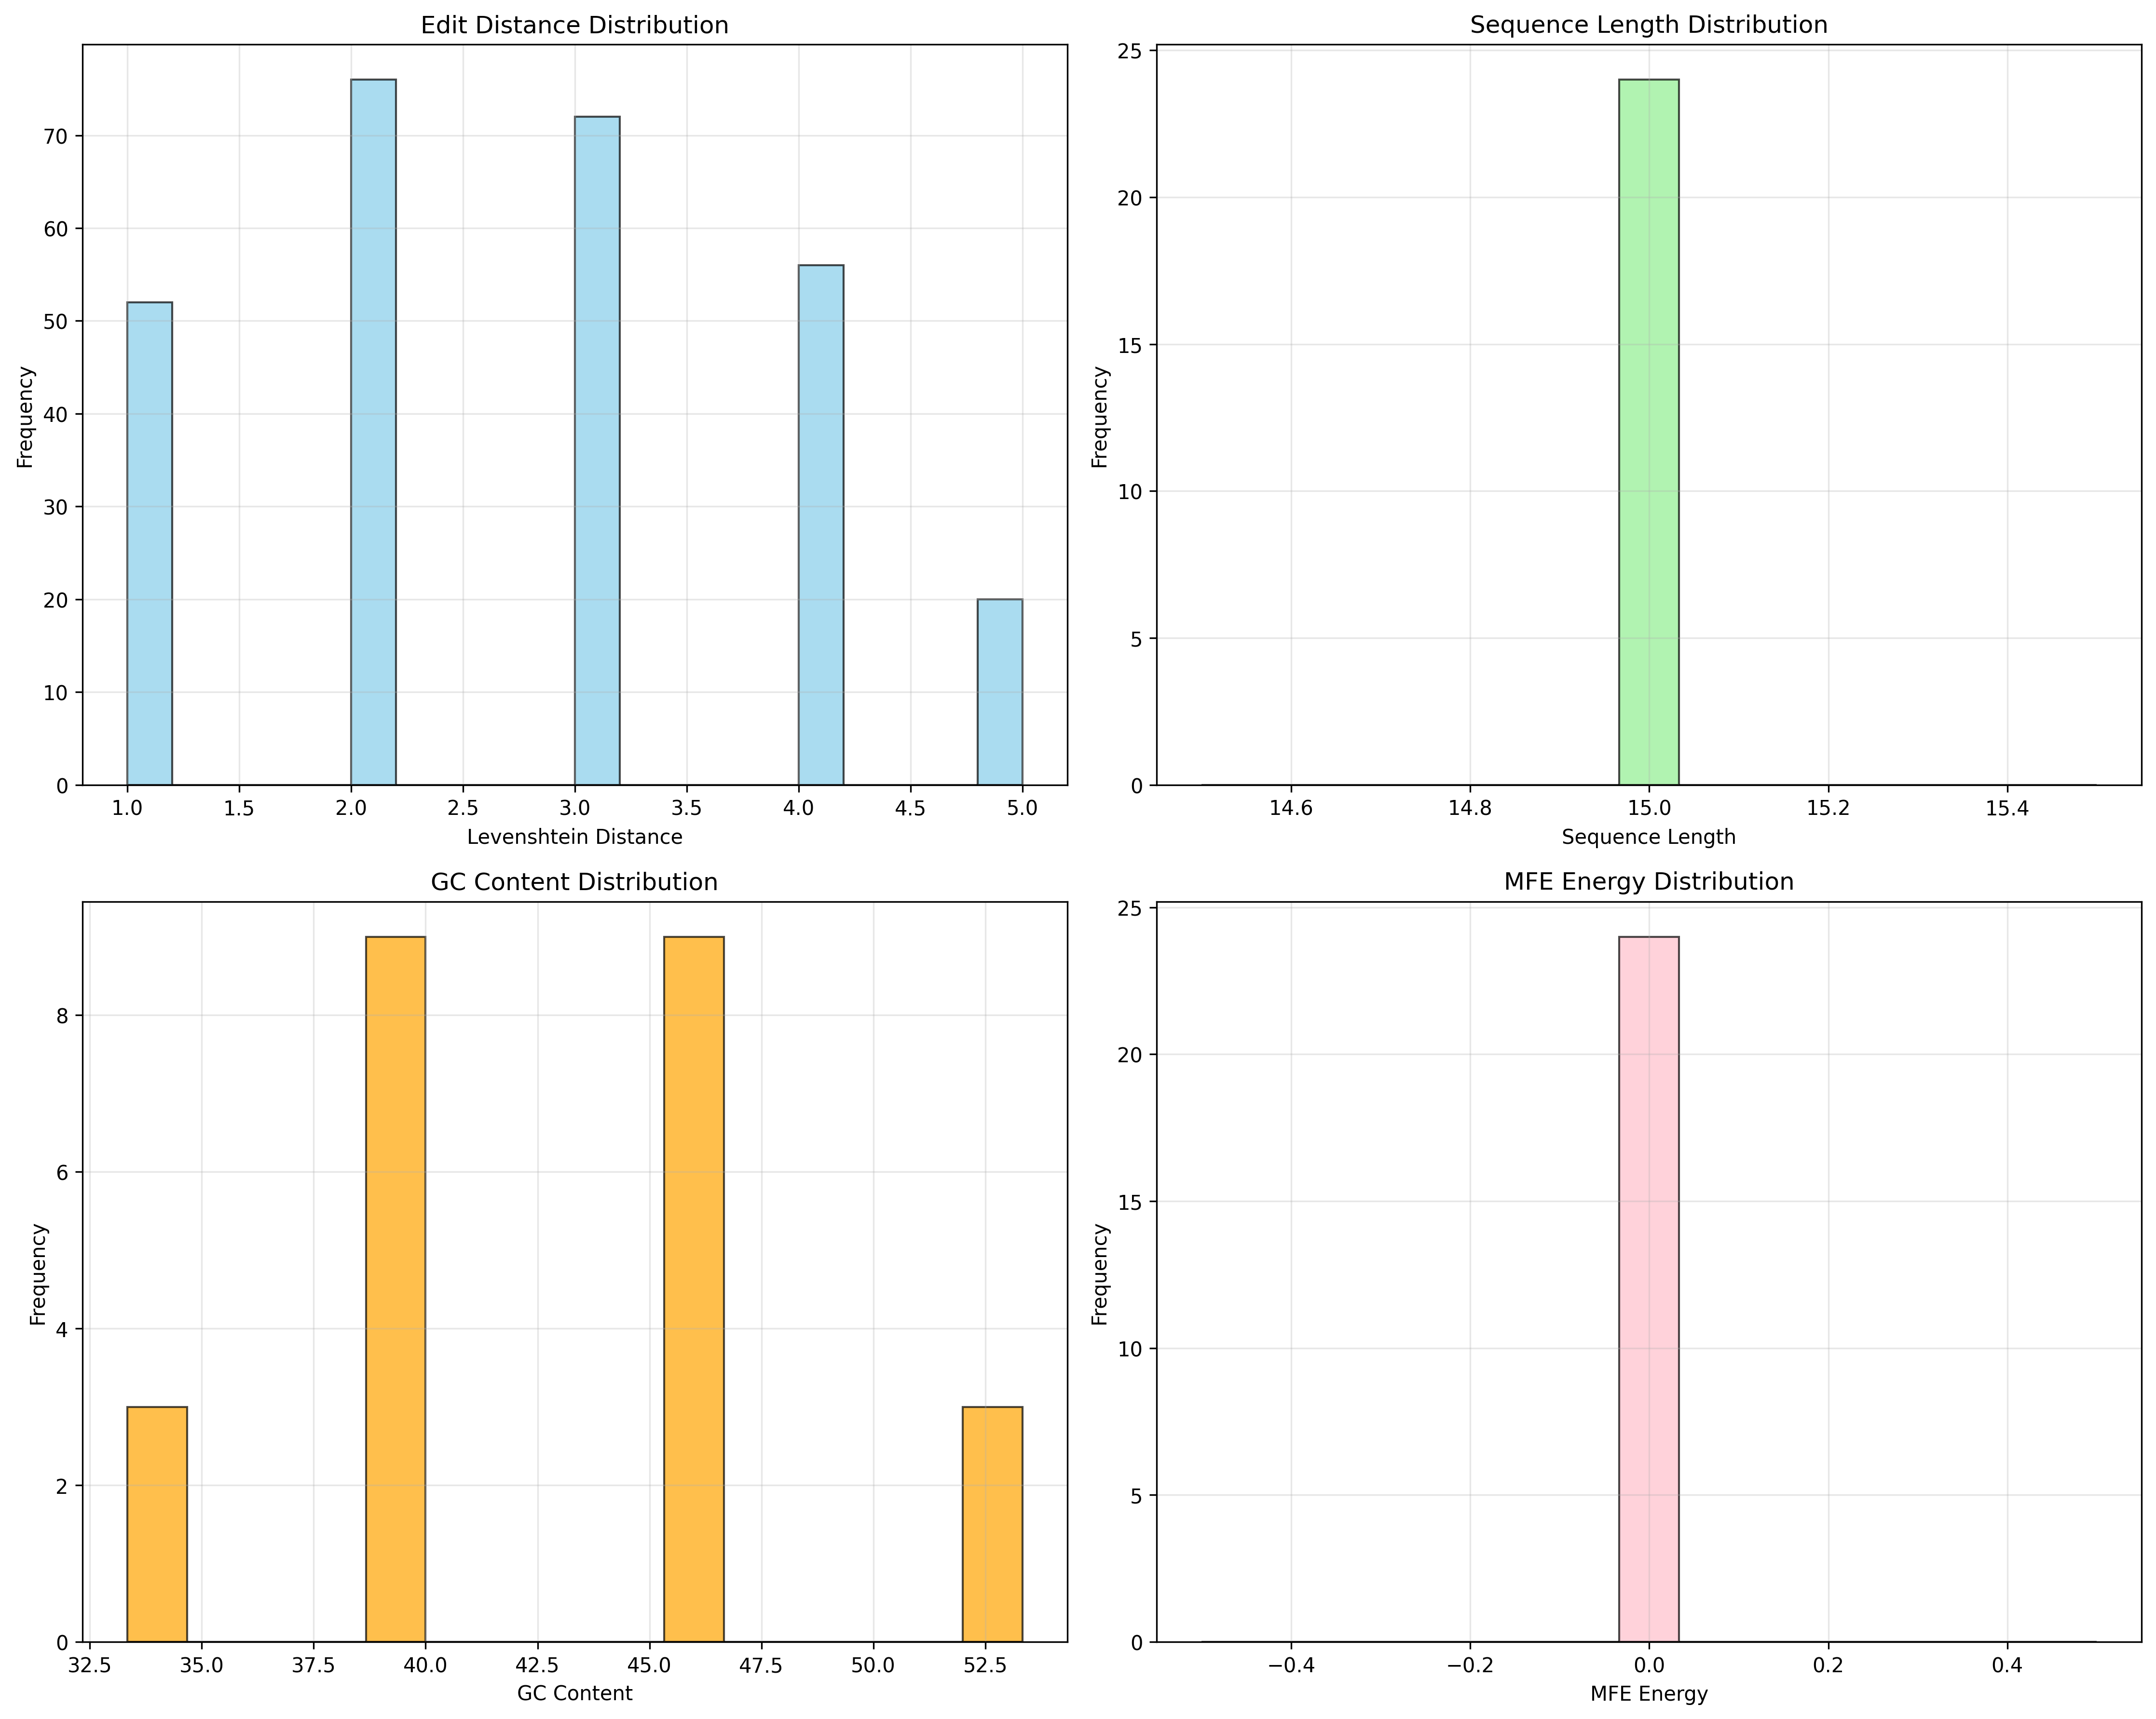 Edit Distance Distribution
Frequency
70
60
50
40
30
20
10
0
1.0 1.5 2.0 2.5 3.0 3.5 4.0 4.5 5.0
Levenshtein Distance
Sequence Length Distribution
Frequency
25
20
15
10
5
0
14.6 14.8 15.0 15.2 15.4
Sequence Length
GC Content Distribution
Frequency
8
6
4
2
0
32.5 35.0 37.5 40.0 42.5 45.0 47.5 50.0 52.5
GC Content
MFE Energy Distribution
Frequency
25
20
15
10
5
0
−0.4 −0.2 0.0 0.2 0.4
MFE Energy